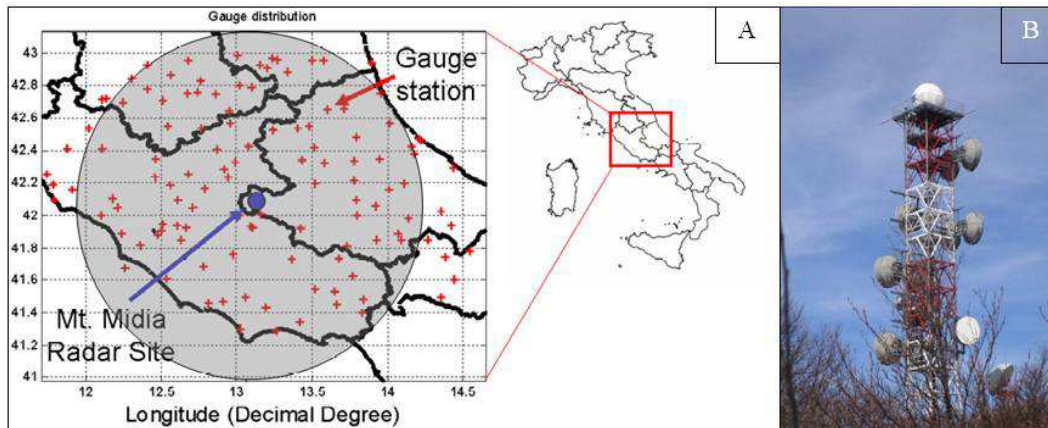 Gauge distribution
A
B
43
42.8
42.6
42.4
42.2
42
41.8
41.6
41.4
41.2
41
Gauge
station
Mt. Midia
Radar Site
12
12.5
13
13.5
14
14.5
Longitude (Decimal Degree)